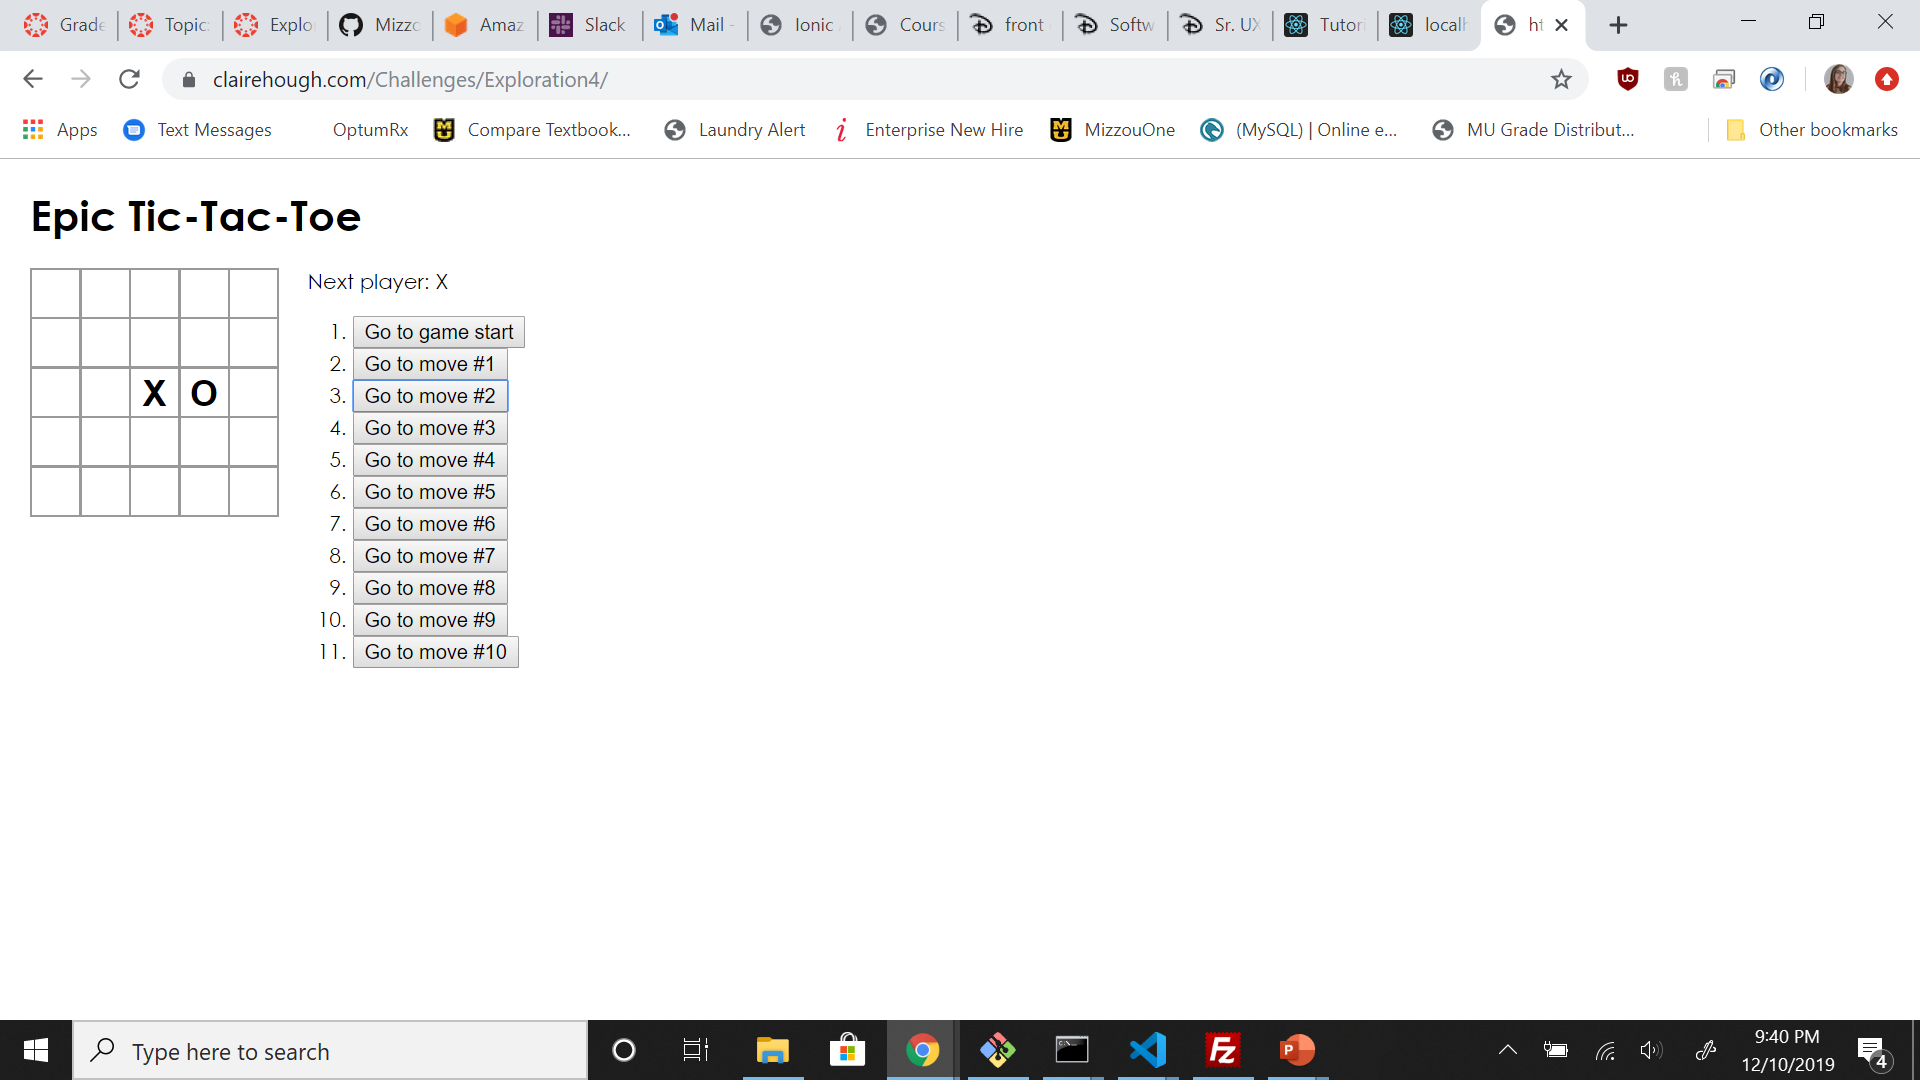 Grade Topic: Explo Mizzo Amaz Slack Mail - Ionic Cours front Softw Sr. UX Tutori localh ht
clairehough.com/Challenges/Exploration4/
Apps Text Messages OptumRx Compare Textbook... Laundry Alert Enterprise New Hire MizzouOne (MySQL) | Online e... MU Grade Distribut... Other bookmarks
Epic Tic-Tac-Toe
Next player: X
1. Go to game start
2. Go to move #1
3. Go to move #2
X O
4. Go to move #3
5. Go to move #4
6. Go to move #5
7. Go to move #6
8. Go to move #7
9. Go to move #8
10. Go to move #9
11. Go to move #10
Type here to search
9:40 PM
12/10/2019
4